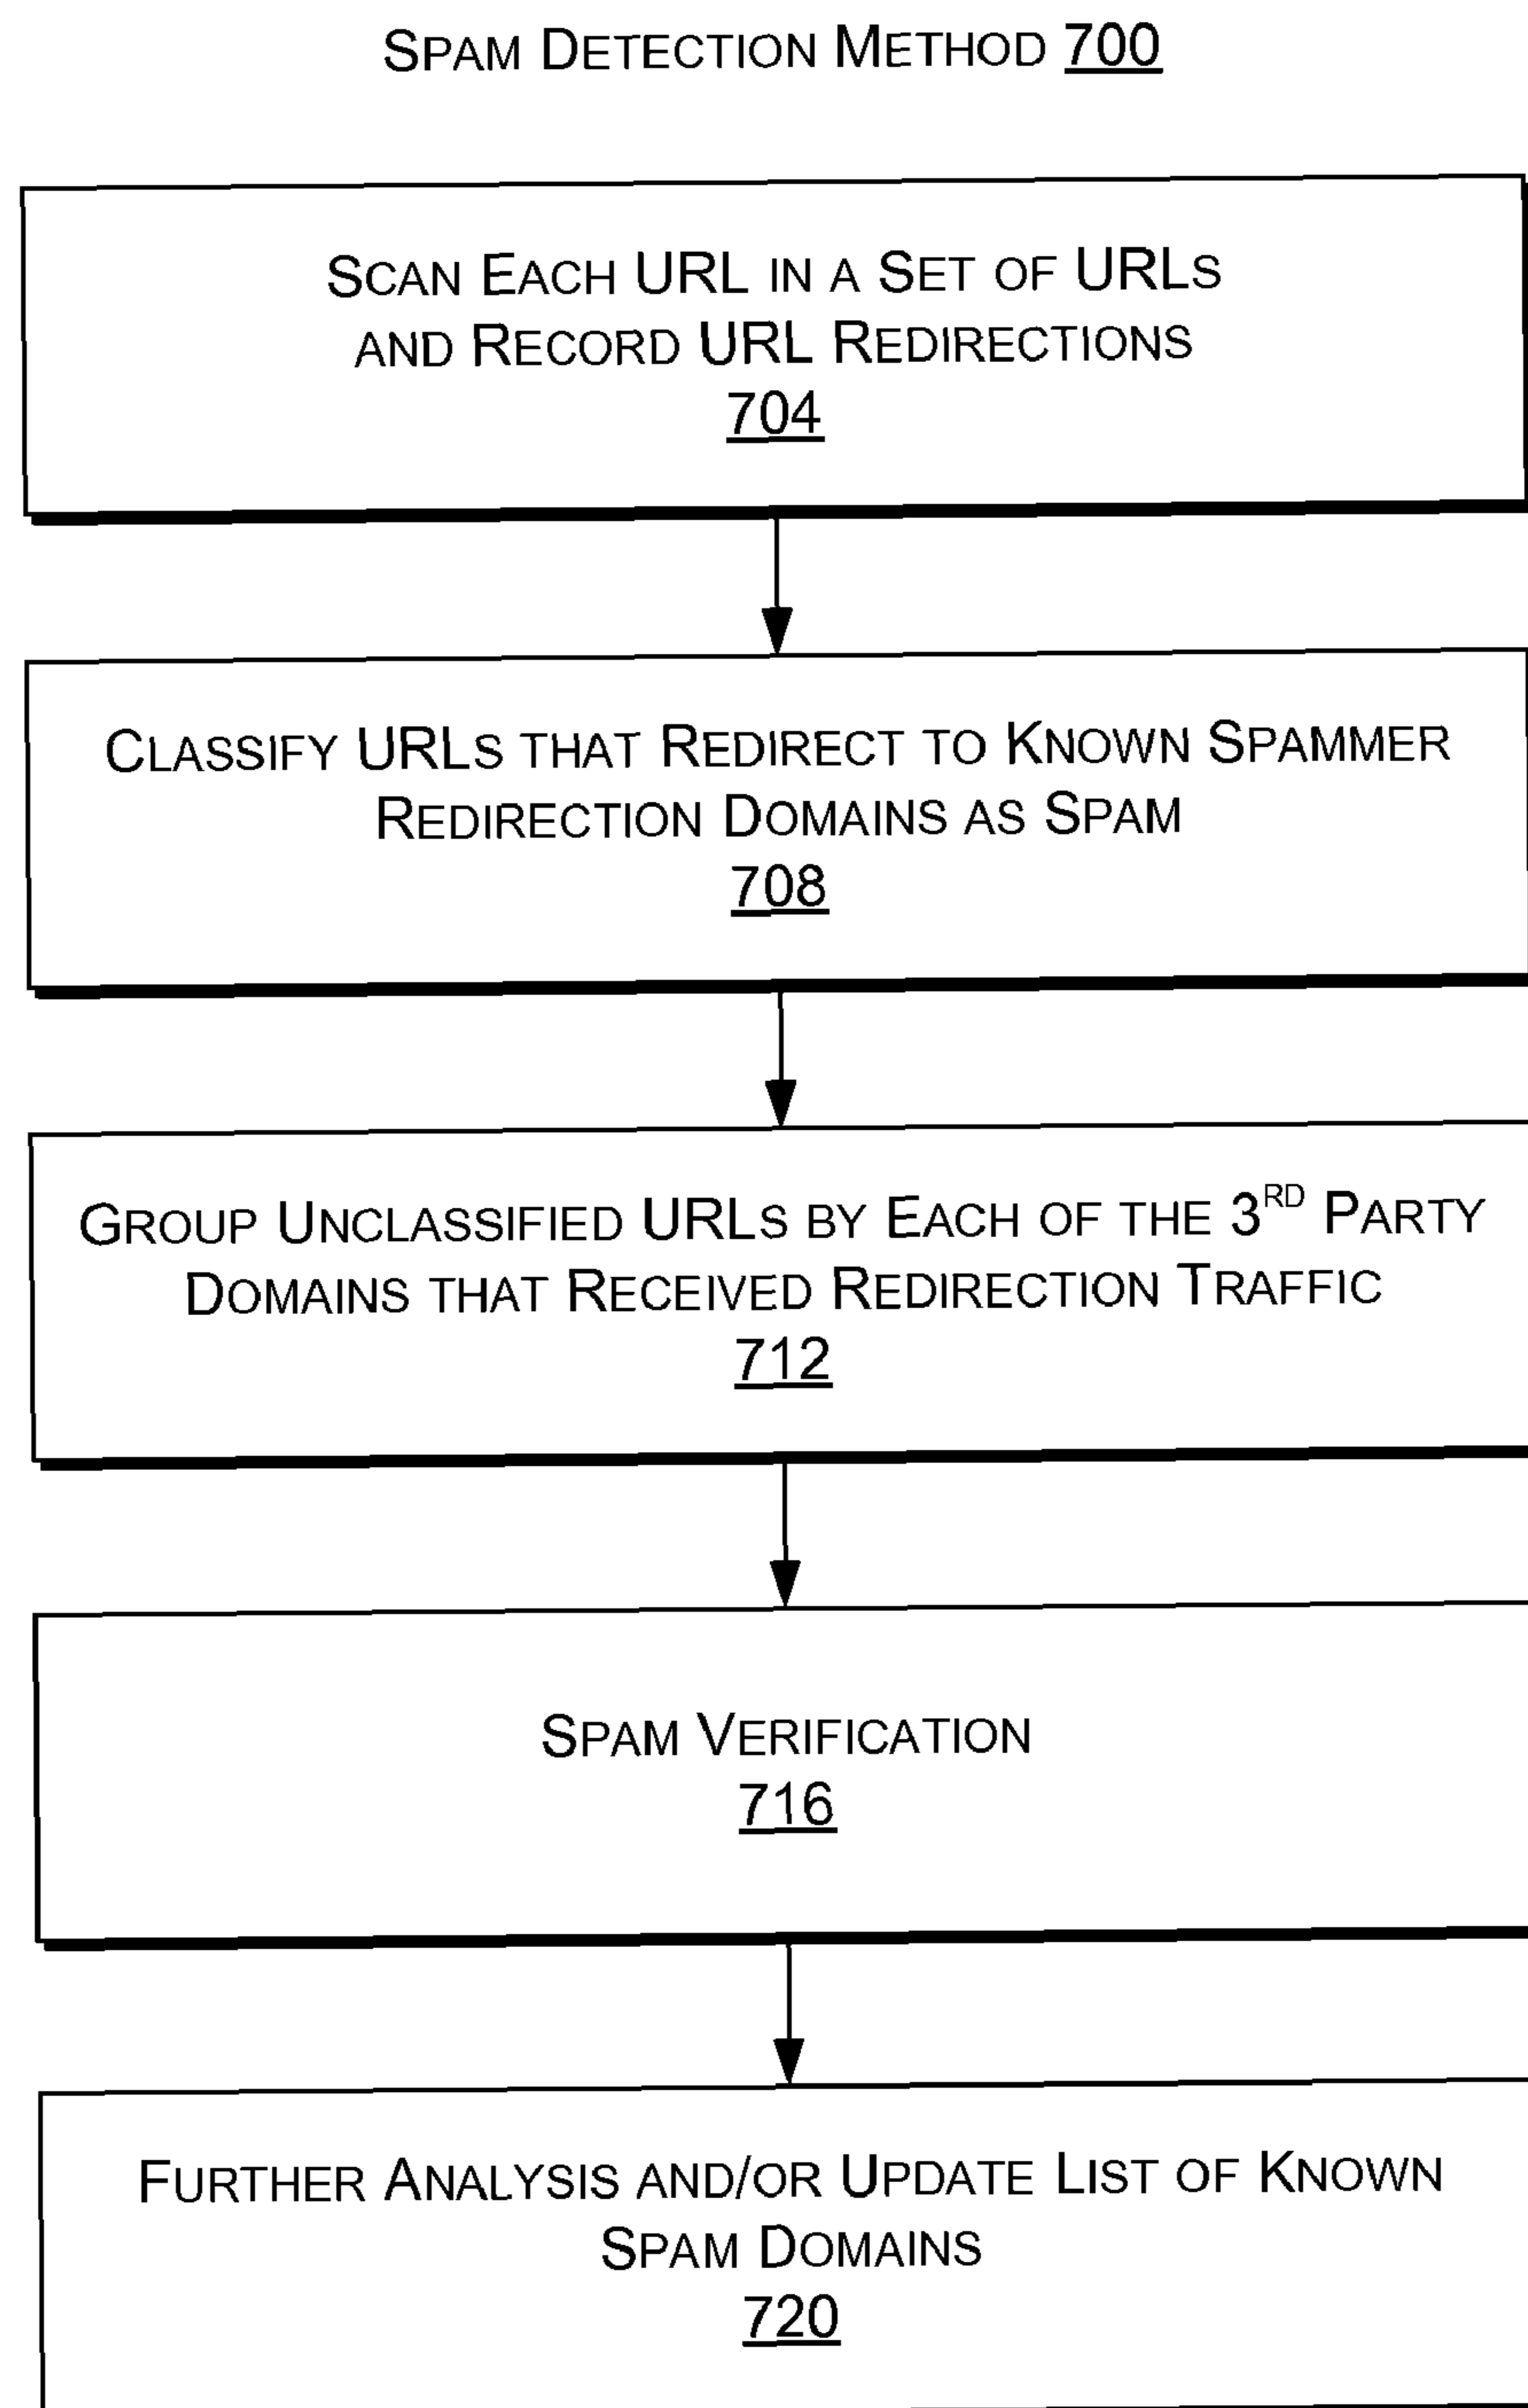 SPAM DETECTION METHOD 700
SCAN EACH URL IN A SET OF URLS
AND RECORD URL REDIRECTIONS
704
CLASSIFY URLS THAT REDIRECT TO KNOWN SPAMMER
REDIRECTION DOMAINS AS SPAM
708
GROUP UNCLASSIFIED URLS BY EACH OF THE 3RD PARTY
DOMAINS THAT RECEIVED REDIRECTION TRAFFIC
712
SPAM VERIFICATION
716
FURTHER ANALYSIS AND/OR UPDATE LIST OF KNOWN
SPAM DOMAINS
720